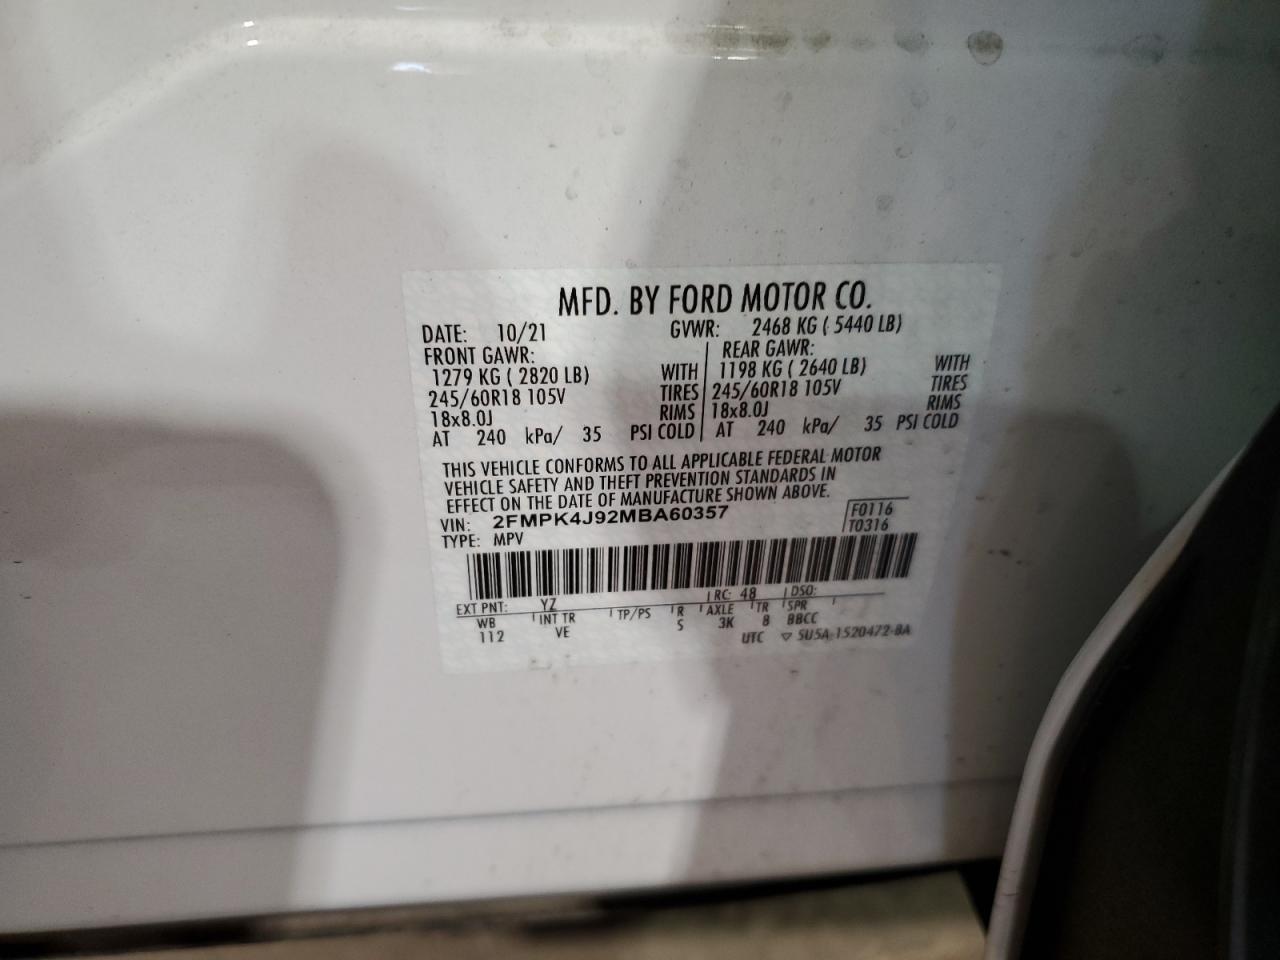 MFD. BY FORD MOTOR CO.
DATE: 10/21 GVWR: 2468 KG ( 5440 LB)
FRONT GAWR: REAR GAWR:
1279 KG ( 2820 LB) WITH 1198 KG ( 2640 LB) WITH
245/60R18 105V TIRES 245/60R18 105V TIRES
18x8.0J RIMS 18x8.0J RIMS
AT 240 kPa/ 35 PSI COLD AT 240 kPa/ 35 PSI COLD
THIS VEHICLE CONFORMS TO ALL APPLICABLE FEDERAL MOTOR
VEHICLE SAFETY AND THEFT PREVENTION STANDARDS IN
EFFECT ON THE DATE OF MANUFACTURE SHOWN ABOVE.
VIN: 2FMPK4J92MBA60357 F0116
TYPE: MPV T0316
EXT PNT: YZ RC: 48 DSO:
WB INT TR TP/PS R AXLE TR SPR
112 VE S 3K 8 BBCC
UTC ▽ SU5A-1520472-BA